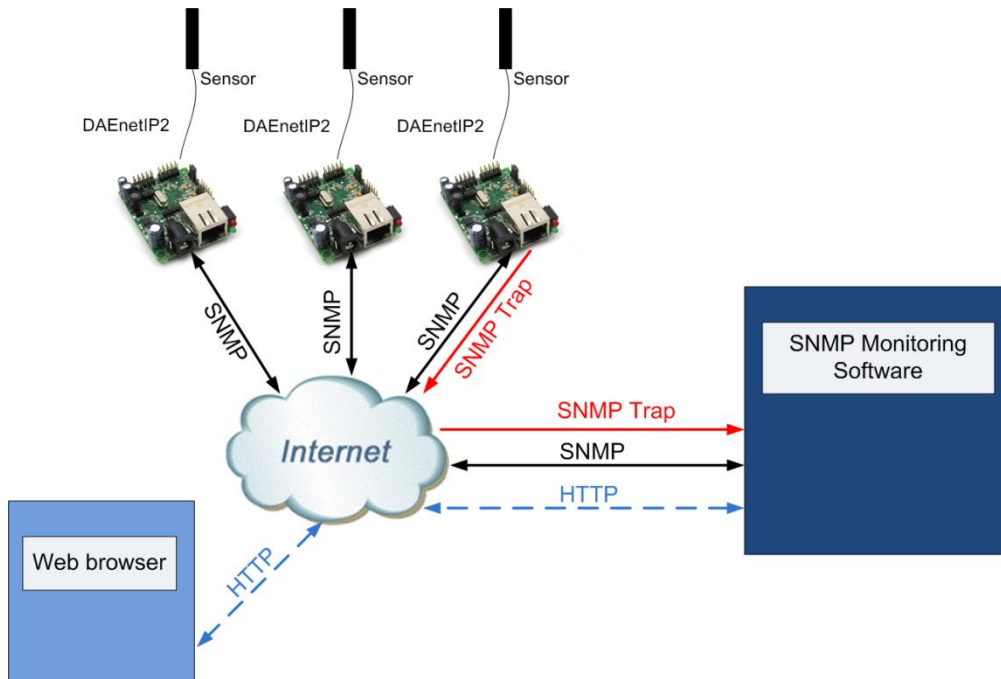 Sensor
Sensor
Sensor
DAEnetIP2
DAEnetIP2
DAEnetIP2
SNMP
SNMP
SNMP
SNMP Trap
SNMP Monitoring
Software
SNMP Trap
Internet
SNMP
HTTP
Web browser
HTTP